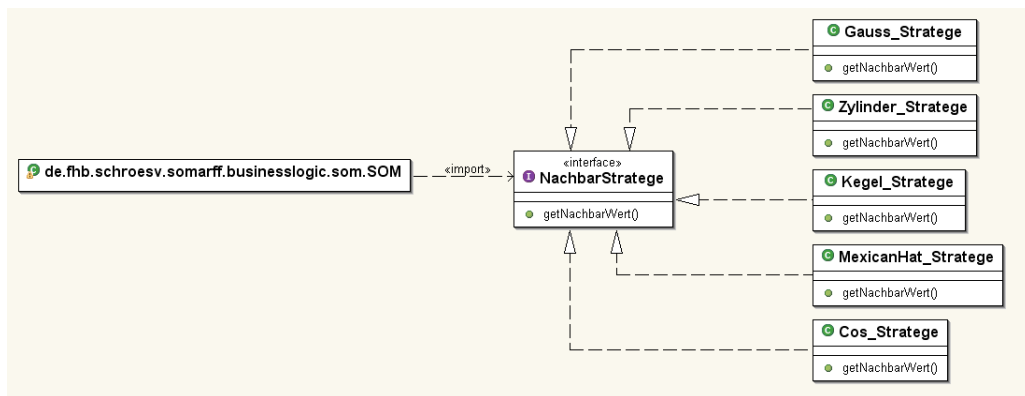 Gauss_Stratege
getNachbarWert()
Zylinder_Stratege
getNachbarWert()
de.fhb.schroesv.somarff.businesslogic.som.SOM
«import»
«interface»
NachbarStratege
getNachbarWert()
Kegel_Stratege
getNachbarWert()
MexicanHat_Stratege
getNachbarWert()
Cos_Stratege
getNachbarWert()